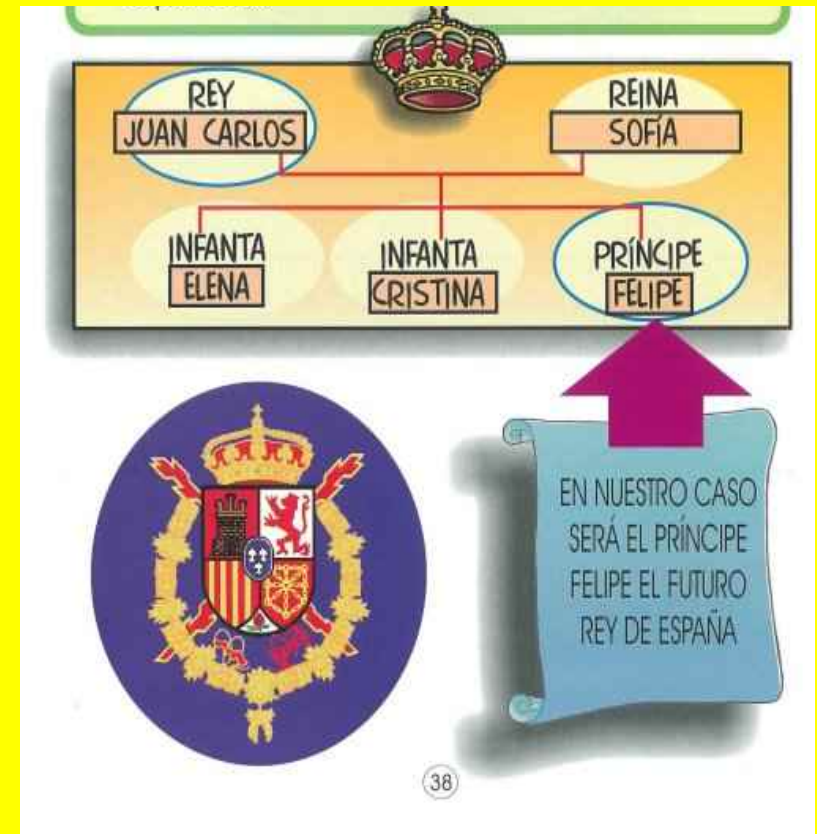 REY
JUAN CARLOS
REINA
SOFÍA
INFANTA
ELENA
INFANTA
CRISTINA
PRÍNCIPE
FELIPE
EN NUESTRO CASO
SERÁ EL PRÍNCIPE
FELIPE EL FUTURO
REY DE ESPAÑA
38